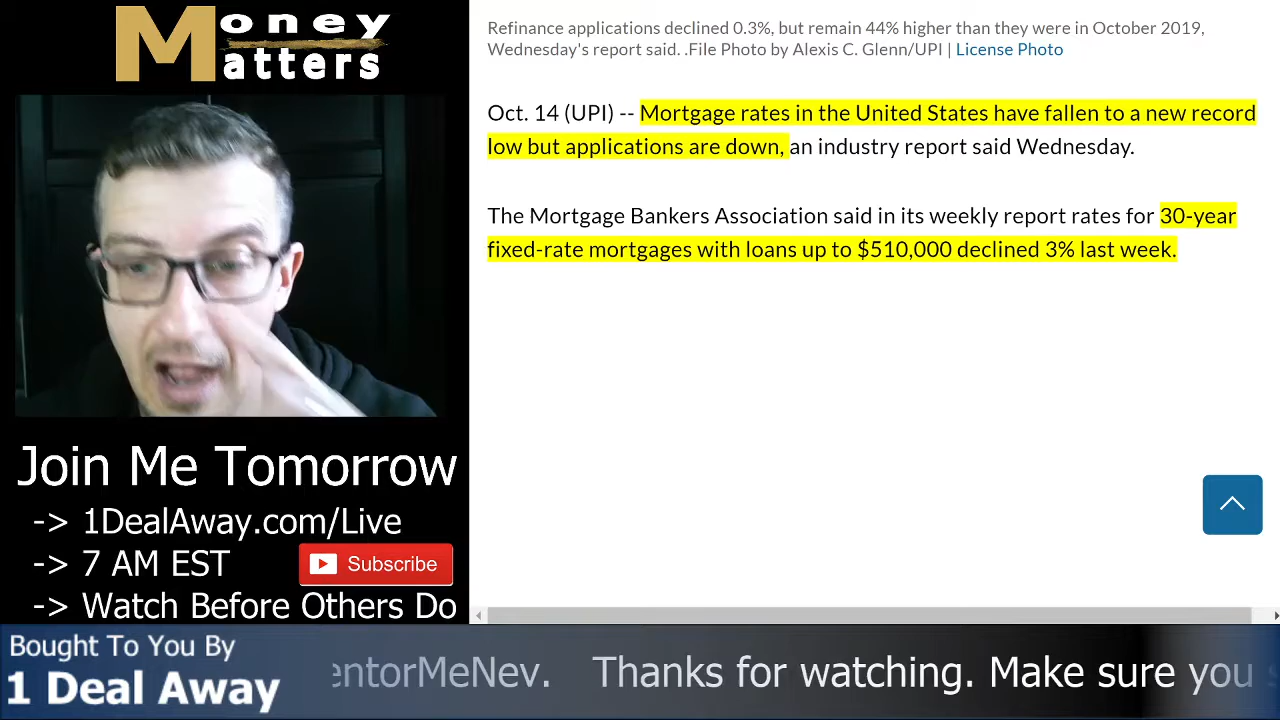 Money
Matters
Refinance applications declined 0.3%, but remain 44% higher than they were in October 2019,
Wednesday's report said. .File Photo by Alexis C. Glenn/UPI | License Photo
Oct. 14 (UPI) -- Mortgage rates in the United States have fallen to a new record
low but applications are down, an industry report said Wednesday.
The Mortgage Bankers Association said in its weekly report rates for 30-year
fixed-rate mortgages with loans up to $510,000 declined 3% last week.
Join Me Tomorrow
-> 1DealAway.com/Live
-> 7 AM EST
Subscribe
-> Watch Before Others Do
Bought To You By
1 Deal Away
entorMeNev. Thanks for watching. Make sure you s